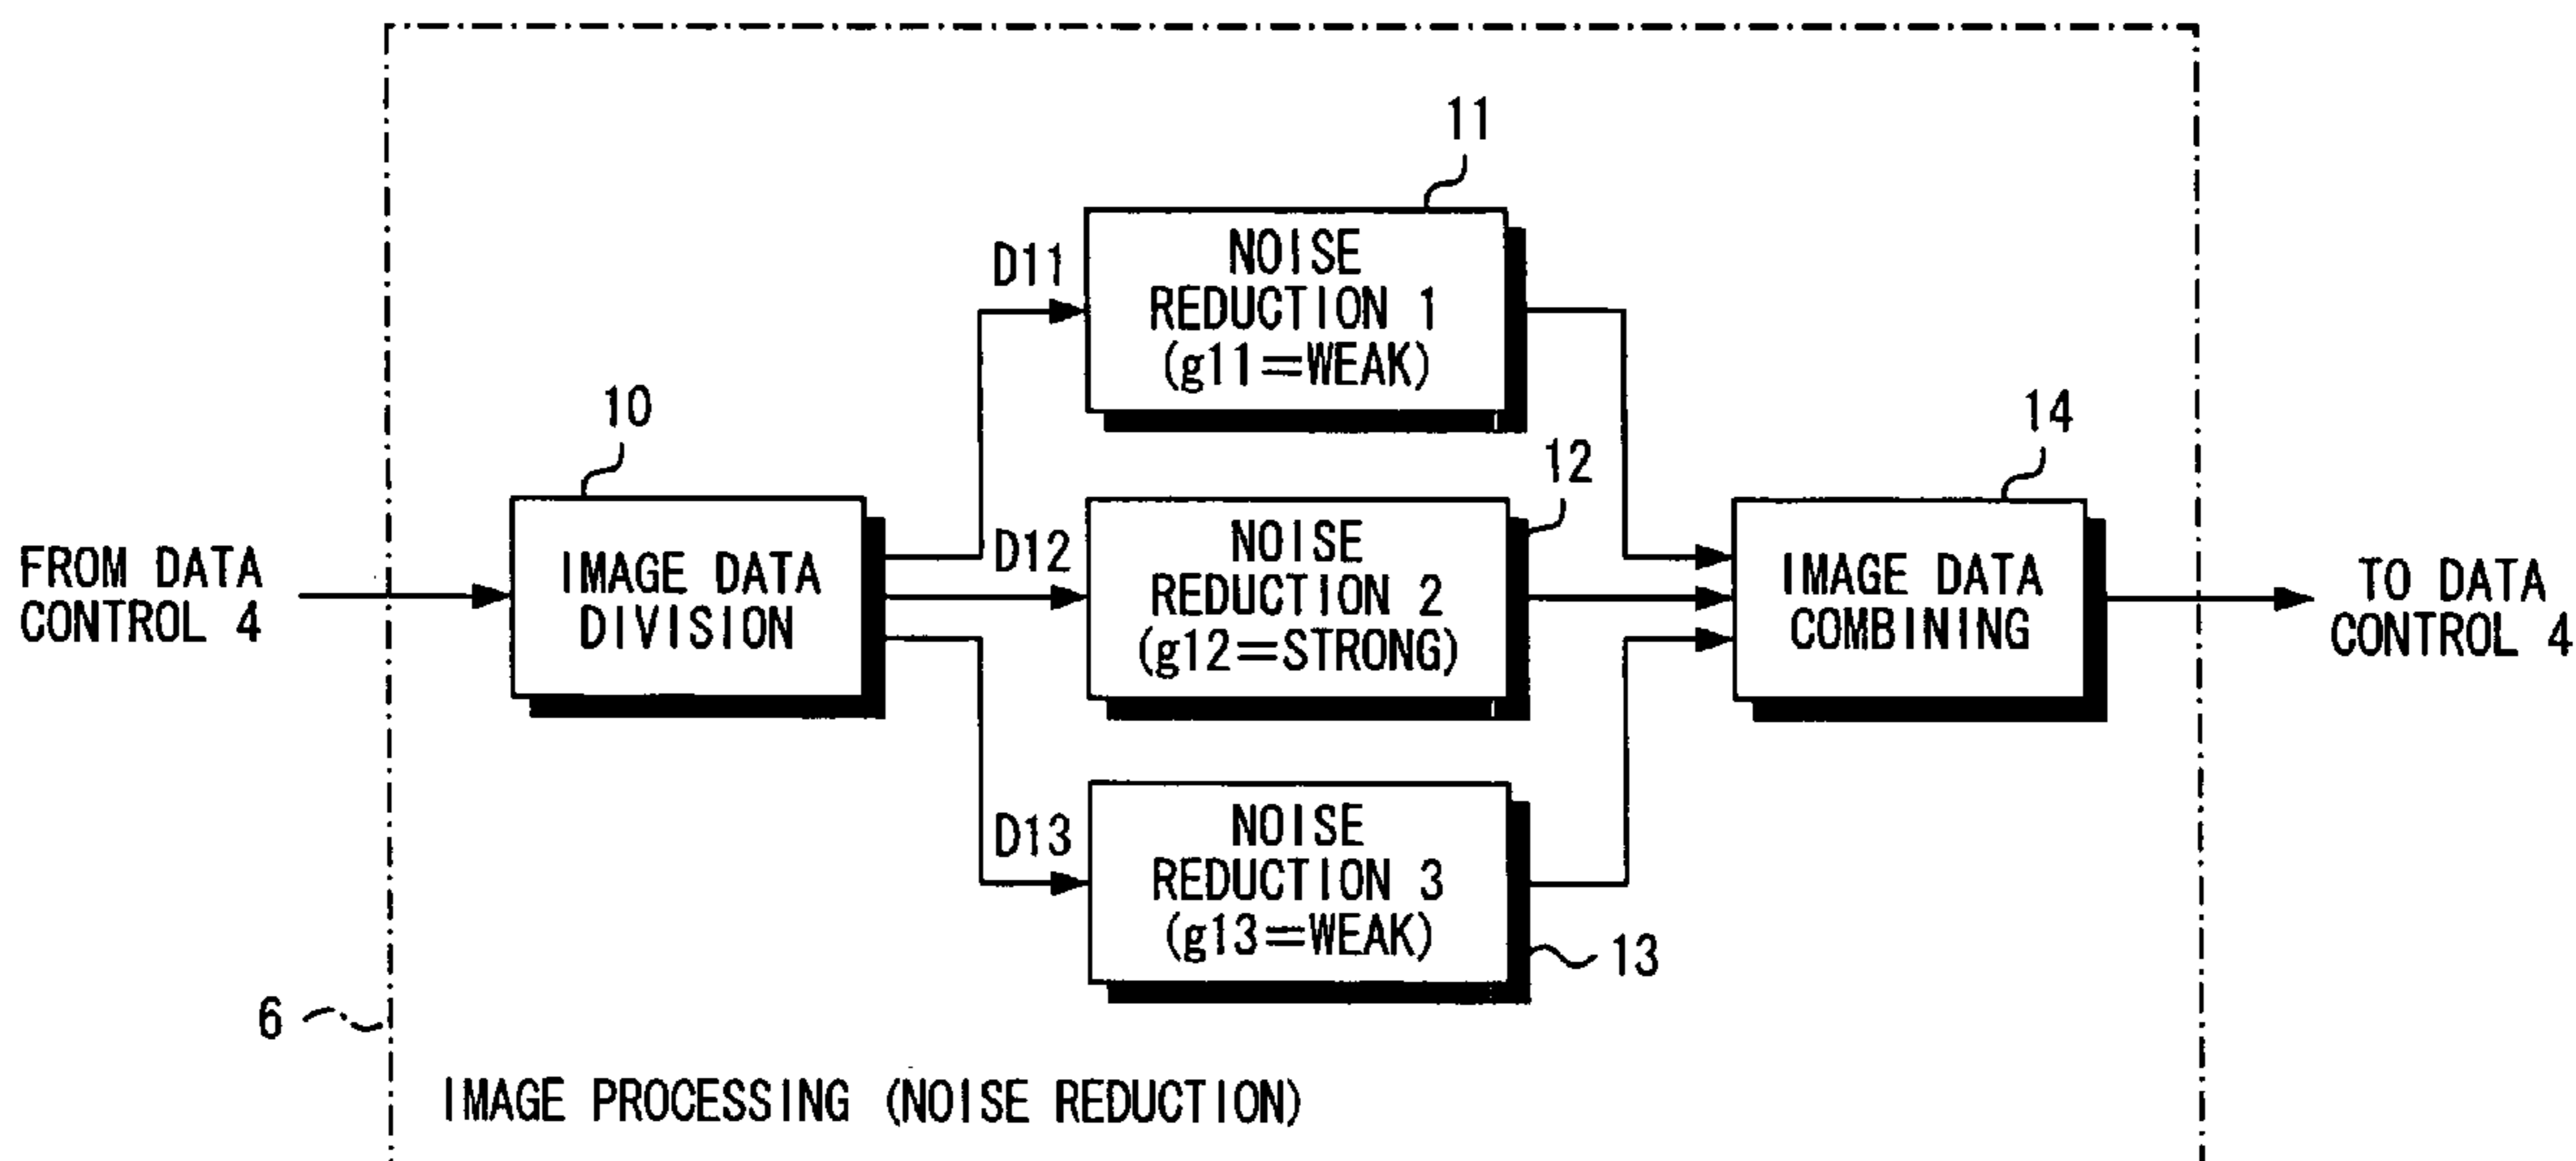 11
NOISE
REDUCTION 1
(g11=WEAK)
D11
10
IMAGE DATA
DIVISION
FROM DATA
CONTROL 4
12
D12
NOISE
REDUCTION 2
(g12=STRONG)
14
IMAGE DATA
COMBINING
TO DATA
CONTROL 4
D13
NOISE
REDUCTION 3
(g13=WEAK)
13
6
IMAGE PROCESSING (NOISE REDUCTION)